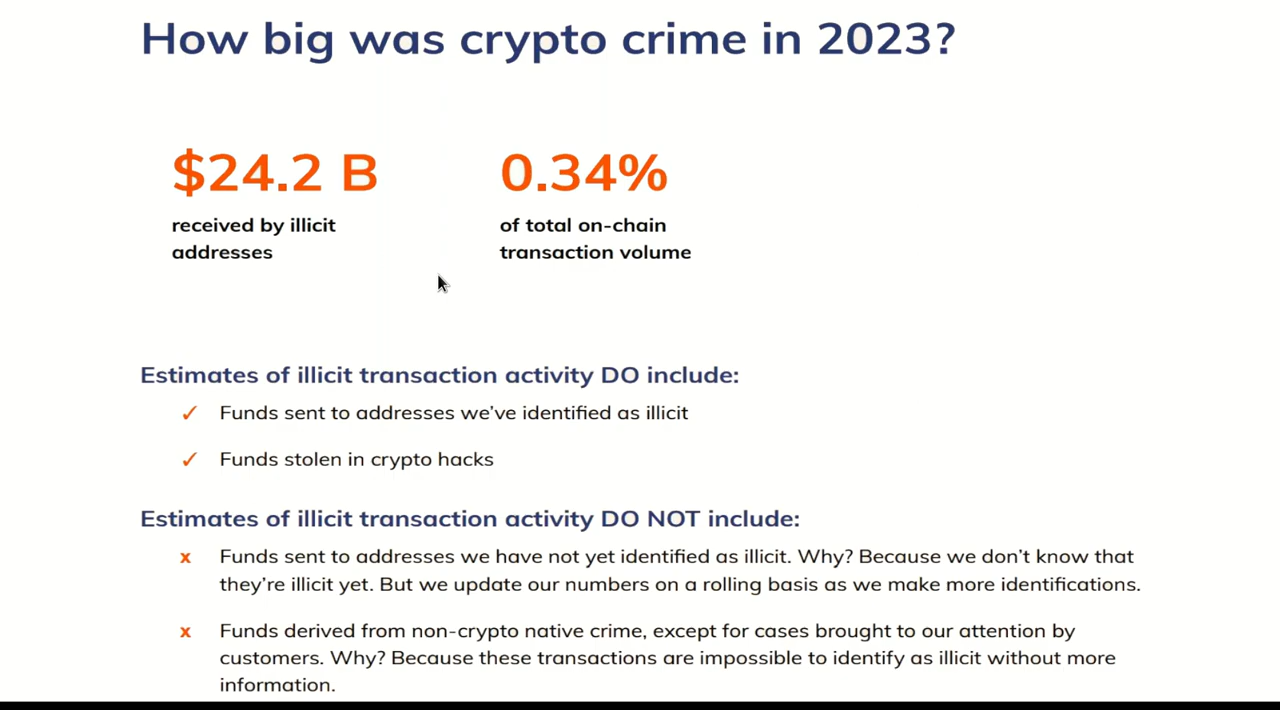 How big was crypto crime in 2023?
$24.2 B
received by illicit
addresses
0.34%
of total on-chain
transaction volume
Estimates of illicit transaction activity DO include:
✓ Funds sent to addresses we’ve identified as illicit
✓ Funds stolen in crypto hacks
Estimates of illicit transaction activity DO NOT include:
x Funds sent to addresses we have not yet identified as illicit. Why? Because we don’t know that
they’re illicit yet. But we update our numbers on a rolling basis as we make more identifications.
x Funds derived from non-crypto native crime, except for cases brought to our attention by
customers. Why? Because these transactions are impossible to identify as illicit without more
information.